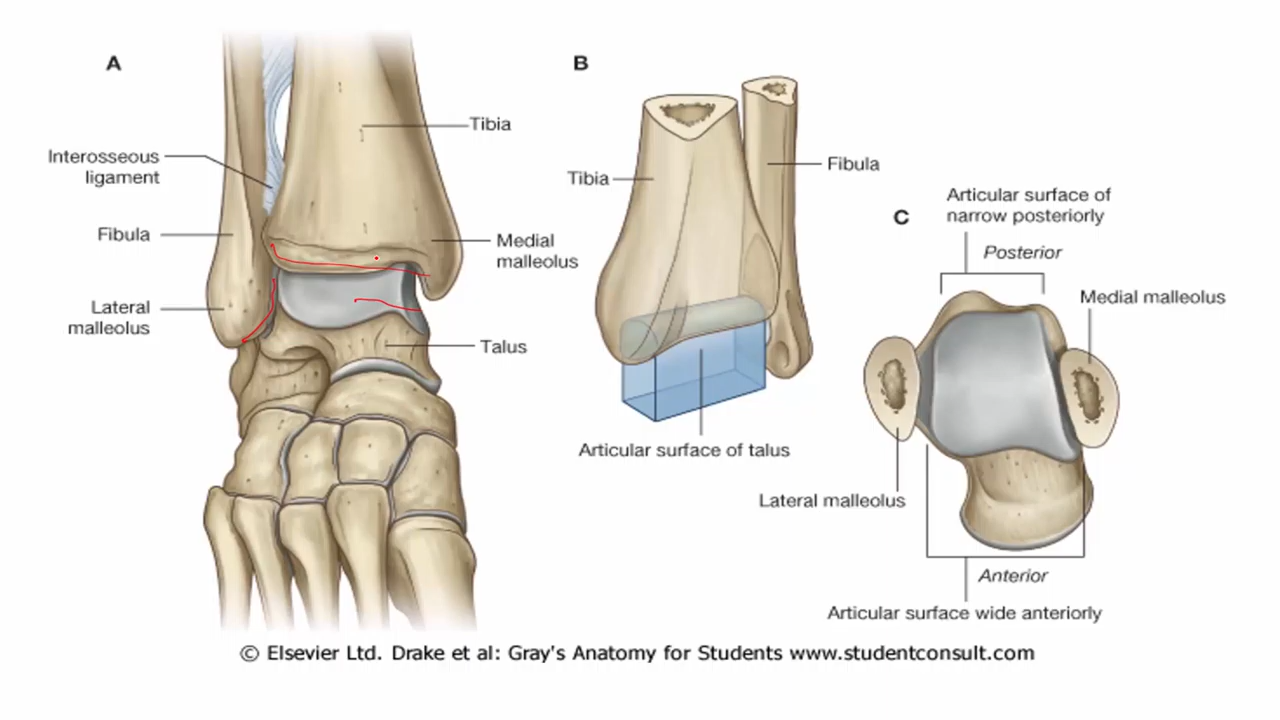 A
Tibia
Interosseous
ligament
Fibula
Medial
malleolus
Lateral
malleolus
Talus
B
Tibia
Fibula
Articular surface of talus
C
Articular surface of
narrow posteriorly
Posterior
Medial malleolus
Lateral malleolus
Anterior
Articular surface wide anteriorly
© Elsevier Ltd. Drake et al: Gray's Anatomy for Students www.studentconsult.com